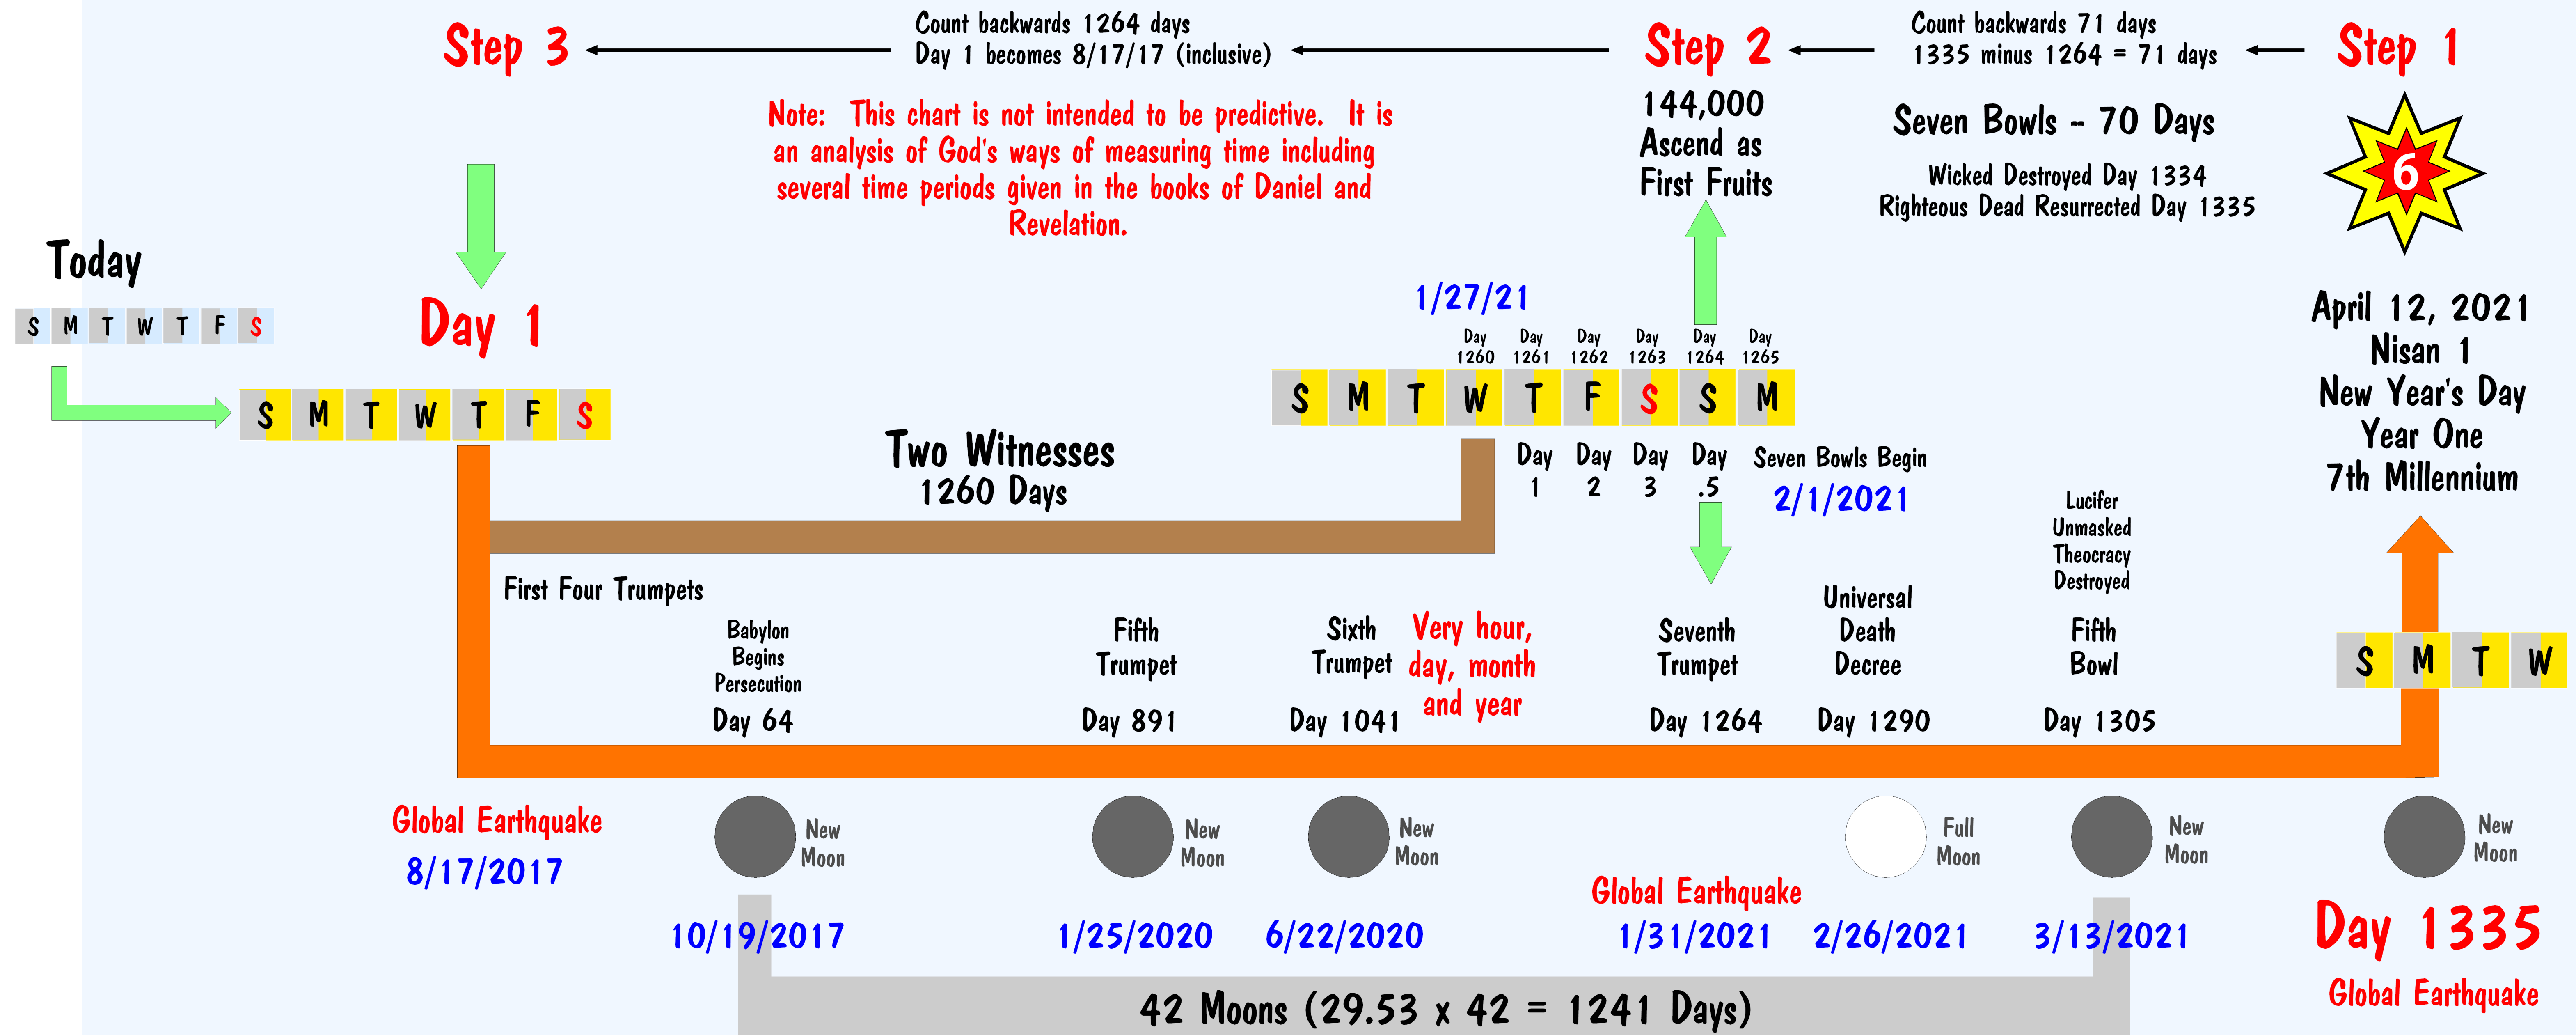 Step 3
Count backwards 1264 days
Day 1 becomes 8/17/17 (inclusive)
Step 2
Count backwards 71 days
1335 minus 1264 = 71 days
Step 1
Note: This chart is not intended to be predictive. It is
an analysis of God's ways of measuring time including
several time periods given in the books of Daniel and
Revelation.
144,000
Ascend as
First Fruits
Seven Bowls - 70 Days
Wicked Destroyed Day 1334
Righteous Dead Resurrected Day 1335
6
Today
S M T W T F S
Day 1
S M T W T F S
1/27/21
Day 1260
Day 1261
Day 1262
Day 1263
Day 1264
Day 1265
S M T W T F S S M
Day 1
Day 2
Day 3
Day .5
Seven Bowls Begin
2/1/2021
April 12, 2021
Nisan 1
New Year's Day
Year One
7th Millennium
Two Witnesses
1260 Days
First Four Trumpets
Babylon
Begins
Persecution
Day 64
Fifth
Trumpet
Day 891
Sixth
Trumpet
Day 1041
Very hour,
day, month
and year
Seventh
Trumpet
Day 1264
Universal
Death
Decree
Day 1290
Lucifer
Unmasked
Theocracy
Destroyed
Fifth
Bowl
Day 1305
S M T W
Global Earthquake
8/17/2017
New
Moon
10/19/2017
New
Moon
1/25/2020
New
Moon
6/22/2020
Global Earthquake
1/31/2021
Full
Moon
2/26/2021
New
Moon
3/13/2021
New
Moon
Day 1335
Global Earthquake
42 Moons (29.53 x 42 = 1241 Days)